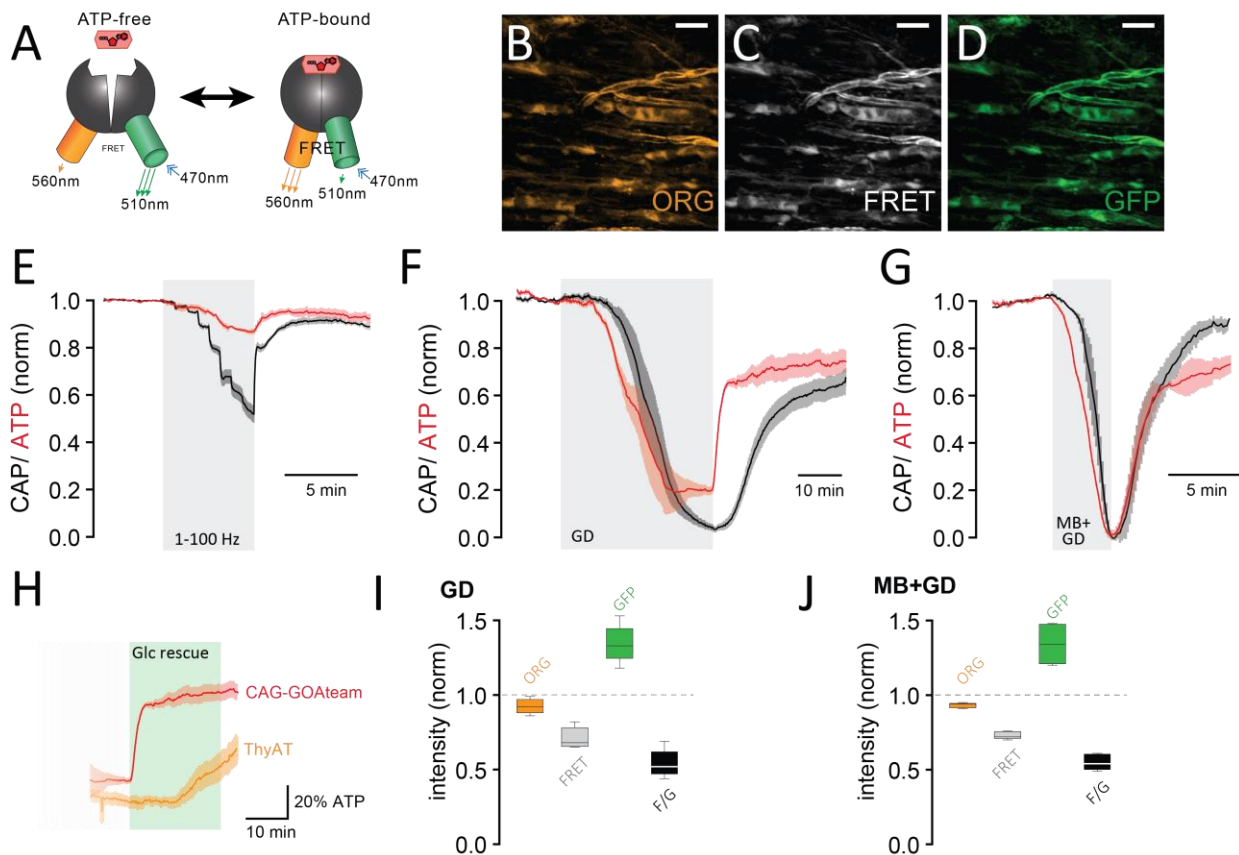 A
ATP-free
ATP-bound
FRET
FRET
560nm
510nm
470nm
560nm
510nm
470nm
B
ORG
C
FRET
D
GFP
E
CAP/ ATP (norm)
1.0
0.8
0.6
0.4
0.2
0.0
1-100 Hz
5 min
F
CAP/ ATP (norm)
1.0
0.8
0.6
0.4
0.2
0.0
GD
10 min
G
CAP/ ATP (norm)
1.0
0.8
0.6
0.4
0.2
0.0
MB+
GD
5 min
H
Glc rescue
CAG-GOAteam
ThyAT
20% ATP
10 min
I
GD
intensity (norm)
1.5
1.0
0.5
0.0
ORG
FRET
GFP
F/G
J
MB+GD
intensity (norm)
1.5
1.0
0.5
0.0
ORG
FRET
GFP
F/G